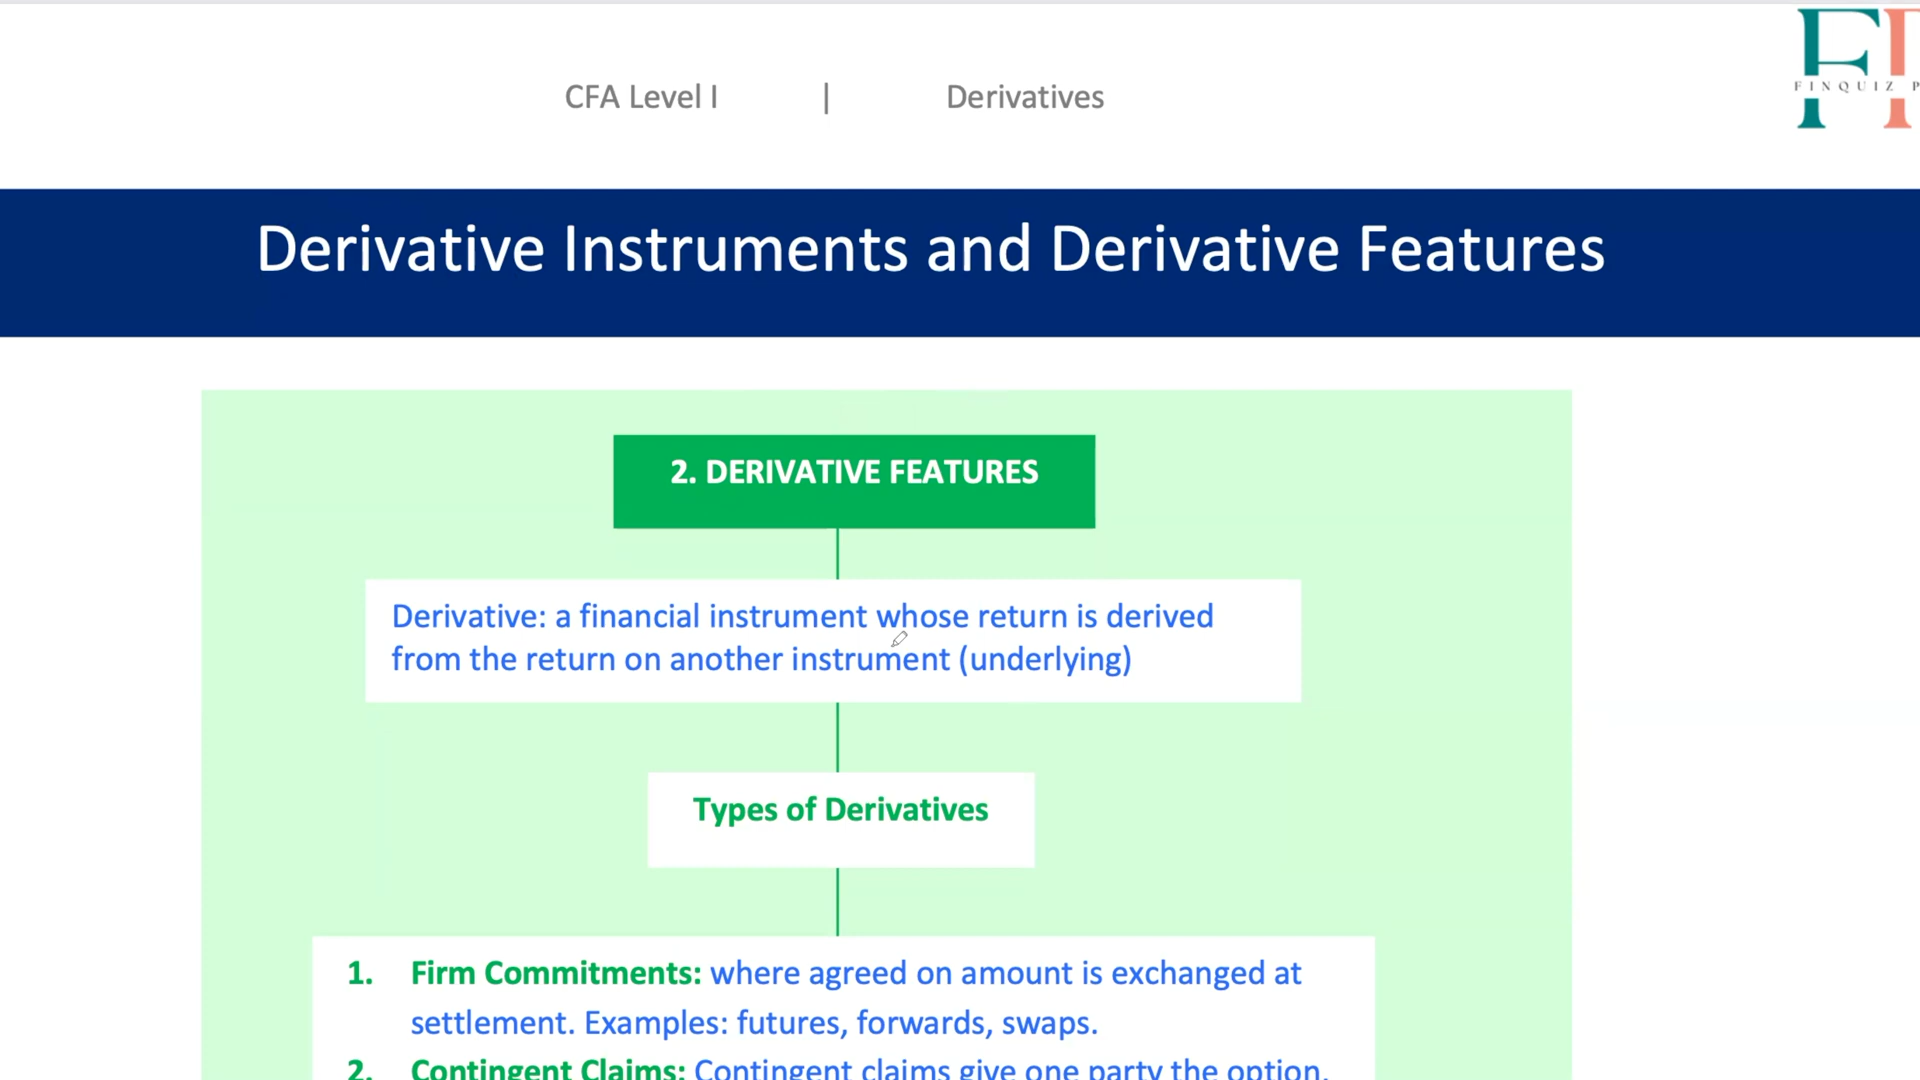 CFA Level I | Derivatives
FINQUIZ P
Derivative Instruments and Derivative Features
2. DERIVATIVE FEATURES
Derivative: a financial instrument whose return is derived
from the return on another instrument (underlying)
Types of Derivatives
1. Firm Commitments: where agreed on amount is exchanged at
settlement. Examples: futures, forwards, swaps.
2. Contingent Claims: Contingent claims give one party the option,